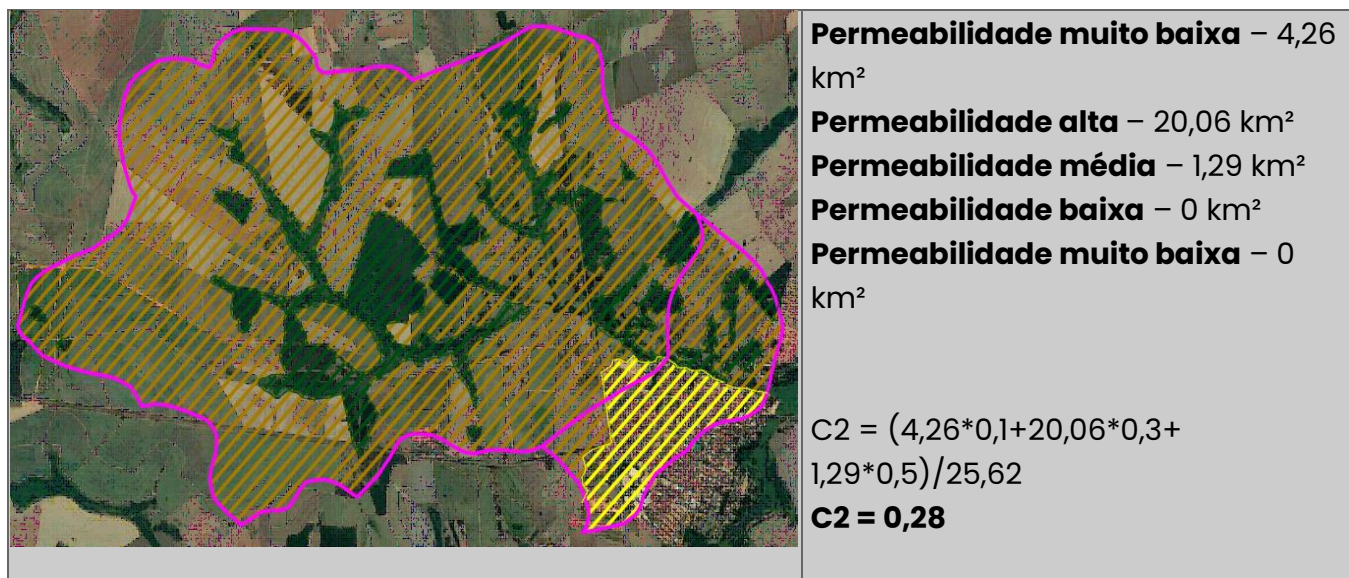 Permeabilidade muito baixa – 4,26
km²
Permeabilidade alta – 20,06 km²
Permeabilidade média – 1,29 km²
Permeabilidade baixa – 0 km²
Permeabilidade muito baixa – 0
km²
C2 = (4,26*0,1+20,06*0,3+
1,29*0,5)/25,62
C2 = 0,28